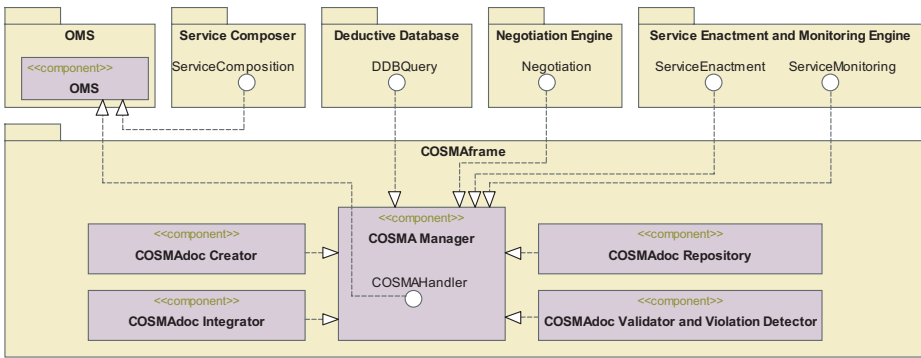 OMS
<<component>>
OMS
Service Composer
ServiceComposition
Deductive Database
DDBQuery
Negotiation Engine
Negotiation
Service Enactment and Monitoring Engine
ServiceEnactment
ServiceMonitoring
COSMAframe
<<component>>
COSMAdoc Creator
<<component>>
COSMAdoc Integrator
<<component>>
COSMA Manager
COSMAHandler
<<component>>
COSMAdoc Repository
<<component>>
COSMAdoc Validator and Violation Detector